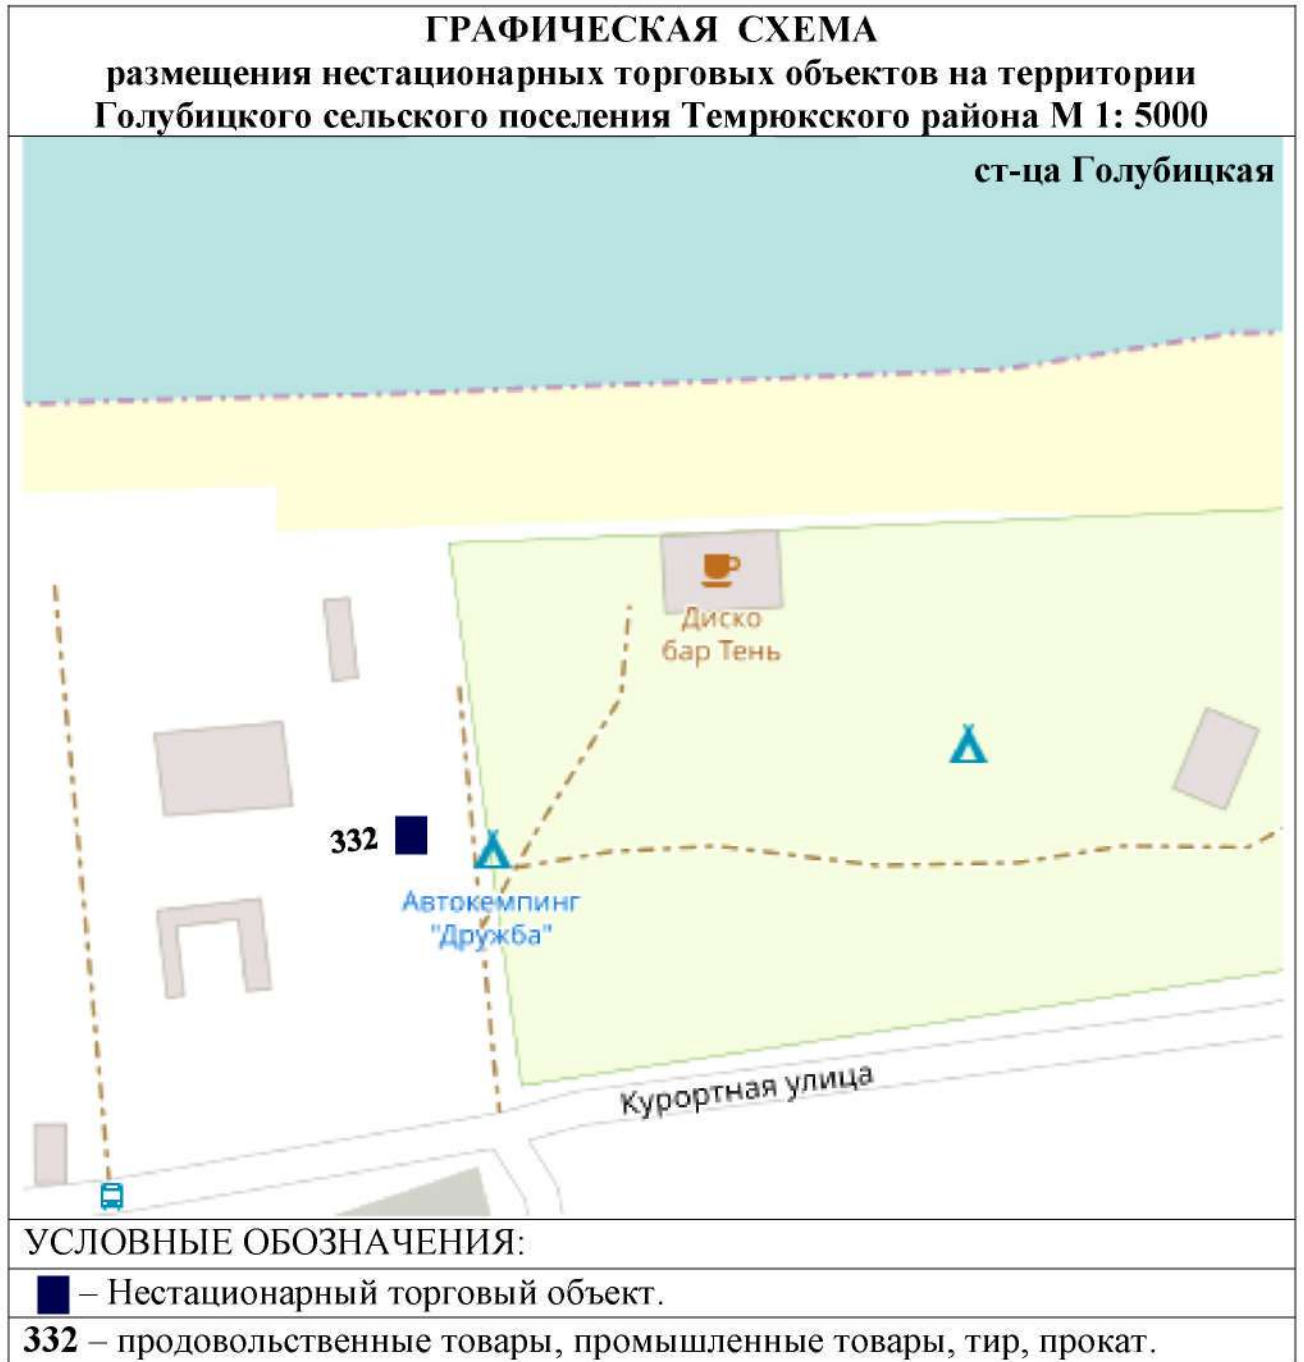 ГРАФИЧЕСКАЯ СХЕМА
размещения нестационарных торговых объектов на территории
Голубицкого сельского поселения Темрюкского района М 1: 5000
ст-ца Голубицкая
Диско
бар Тень
332
Автокемпинг
"Дружба"
Курортная улица
УСЛОВНЫЕ ОБОЗНАЧЕНИЯ:
– Нестационарный торговый объект.
332 – продовольственные товары, промышленные товары, тир, прокат.